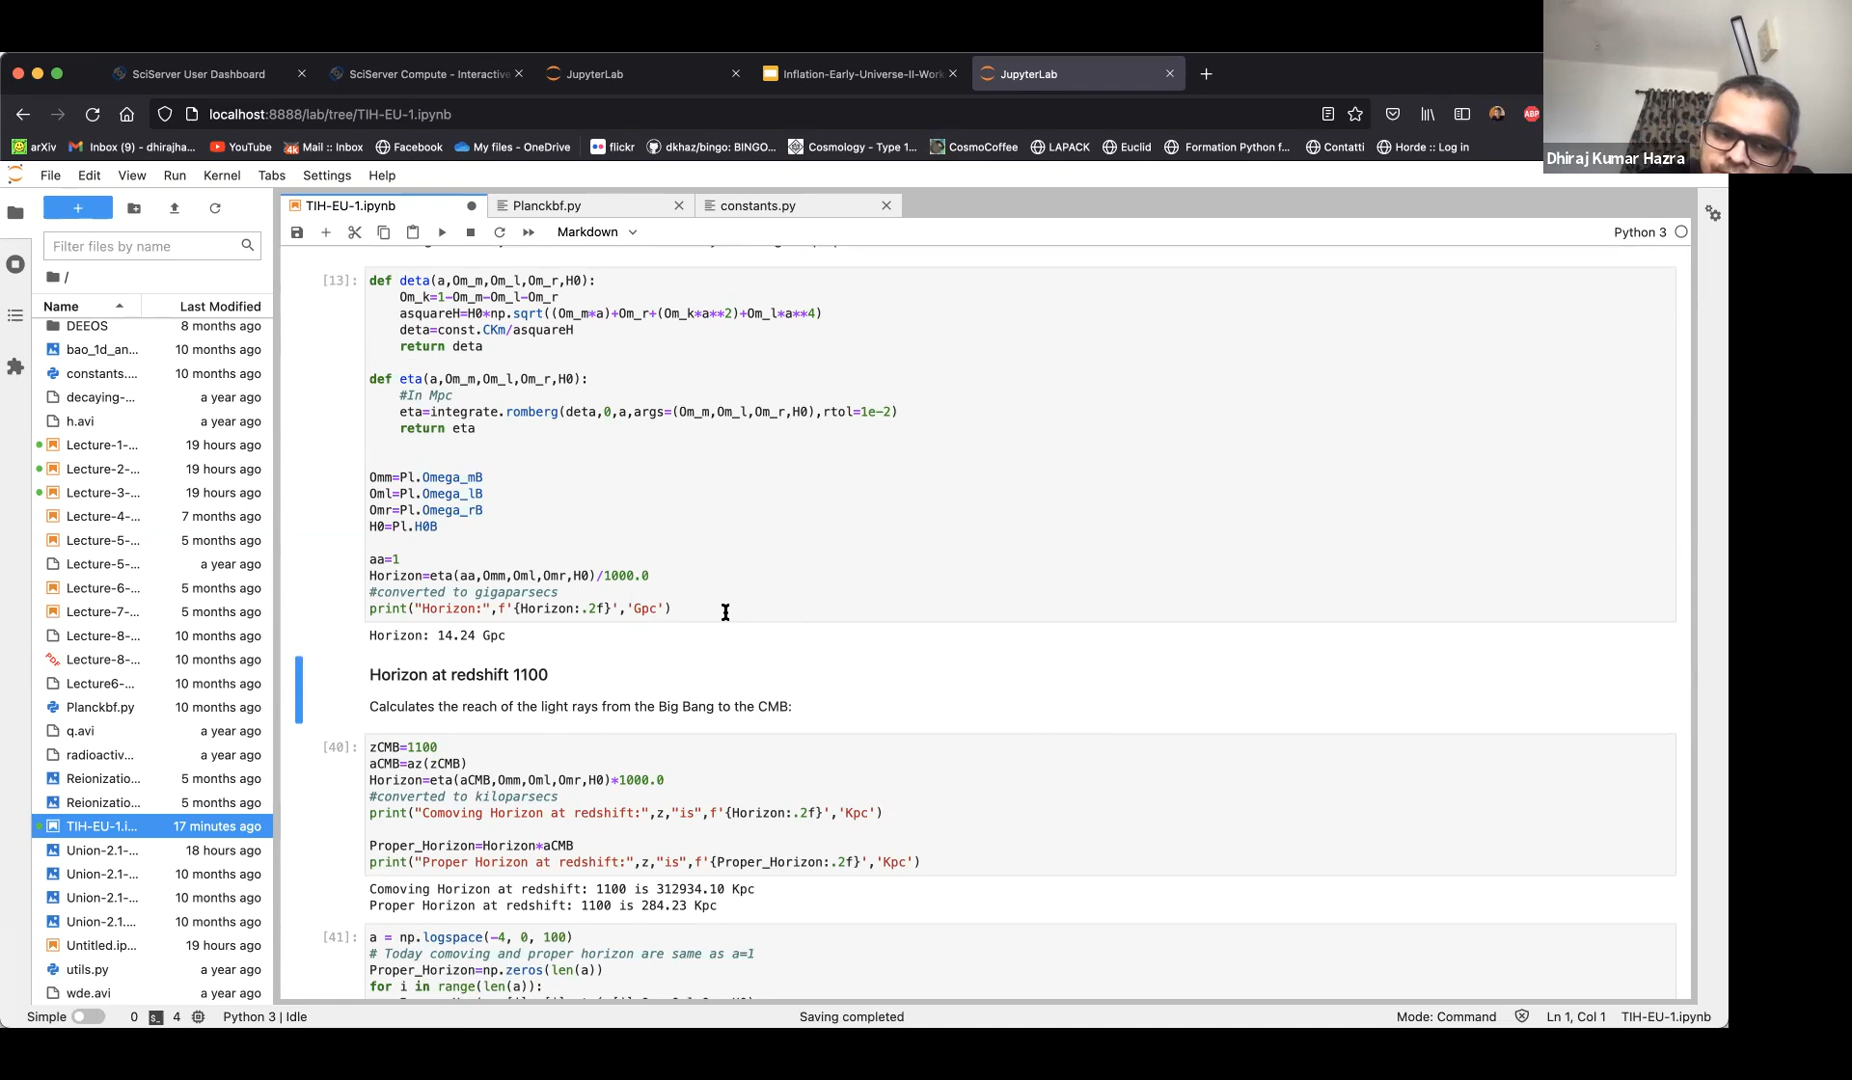 SciServer User Dashboard
SciServer Compute - Interactive
JupyterLab
Inflation-Early-Universe-II-Work
JupyterLab
localhost:8888/lab/tree/TIH-EU-1.ipynb
ABP
arXiv
Inbox (9) - dhirajha...
YouTube
Mail :: Inbox
Facebook
My files - OneDrive
flickr
dkhaz/bingo: BINGO...
Cosmology - Type 1...
CosmoCoffee
LAPACK
Euclid
Formation Python f...
Contatti
Horde :: Log in
Dhiraj Kumar Hazra
File Edit View Run Kernel Tabs Settings Help
TIH-EU-1.ipynb
Planckbf.py
constants.py
Filter files by name
Markdown
Python 3
/
Name Last Modified
DEEOS 8 months ago
bao_1d_an... 10 months ago
constants.... 10 months ago
decaying-... a year ago
h.avi a year ago
Lecture-1-... 19 hours ago
Lecture-2-... 19 hours ago
Lecture-3-... 19 hours ago
Lecture-4-... 7 months ago
Lecture-5-... 5 months ago
Lecture-5-... a year ago
Lecture-6-... 5 months ago
Lecture-7-... 5 months ago
Lecture-8-... 10 months ago
Lecture-8-... 10 months ago
Lecture6-... 10 months ago
Planckbf.py 10 months ago
q.avi a year ago
radioactiv... a year ago
Reionizatio... 5 months ago
Reionizatio... 5 months ago
TIH-EU-1.i... 17 minutes ago
Union-2.1-... 18 hours ago
Union-2.1-... 10 months ago
Union-2.1-... 10 months ago
Union-2.1.... 10 months ago
Untitled.ip... 19 hours ago
utils.py a year ago
wde.avi a year ago
[13]:
def deta(a,Om_m,Om_l,Om_r,H0):
Om_k=1-Om_m-Om_l-Om_r
asquareH=H0*np.sqrt((Om_m*a)+Om_r+(Om_k*a**2)+Om_l*a**4)
deta=const.CKm/asquareH
return deta
def eta(a,Om_m,Om_l,Om_r,H0):
#In Mpc
eta=integrate.romberg(deta,0,a,args=(Om_m,Om_l,Om_r,H0),rtol=1e-2)
return eta
Omm=Pl.Omega_mB
Oml=Pl.Omega_lB
Omr=Pl.Omega_rB
H0=Pl.H0B
aa=1
Horizon=eta(aa,Omm,Oml,Omr,H0)/1000.0
#converted to gigaparsecs
print("Horizon:",f'{Horizon:.2f}','Gpc')
Horizon: 14.24 Gpc
Horizon at redshift 1100
Calculates the reach of the light rays from the Big Bang to the CMB:
[40]:
zCMB=1100
aCMB=az(zCMB)
Horizon=eta(aCMB,Omm,Oml,Omr,H0)*1000.0
#converted to kiloparsecs
print("Comoving Horizon at redshift:",z,"is",f'{Horizon:.2f}','Kpc')
Proper_Horizon=Horizon*aCMB
print("Proper Horizon at redshift:",z,"is",f'{Proper_Horizon:.2f}','Kpc')
Comoving Horizon at redshift: 1100 is 312934.10 Kpc
Proper Horizon at redshift: 1100 is 284.23 Kpc
[41]:
a = np.logspace(-4, 0, 100)
# Today comoving and proper horizon are same as a=1
Proper_Horizon=np.zeros(len(a))
for i in range(len(a)):
Simple 0 4 Python 3 | Idle
Saving completed
Mode: Command
Ln 1, Col 1
TIH-EU-1.ipynb